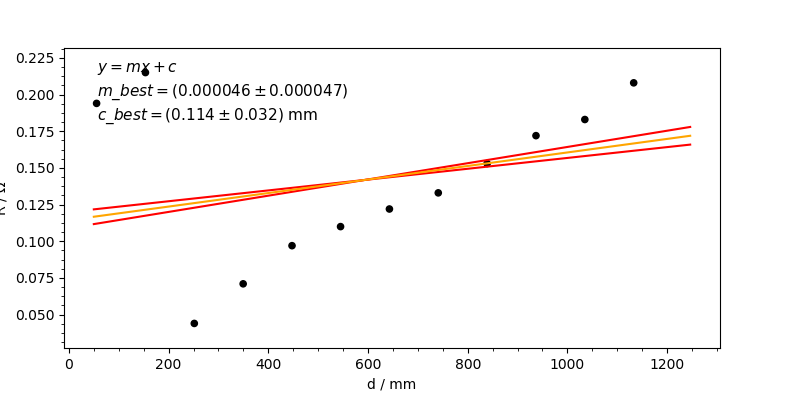 y = mx + c
m_best = (0.000046 ± 0.000047)
c_best = (0.114 ± 0.032) mm
0.225
0.200
0.175
0.150
0.125
0.100
0.075
0.050
R / Ω
0 200 400 600 800 1000 1200
d / mm